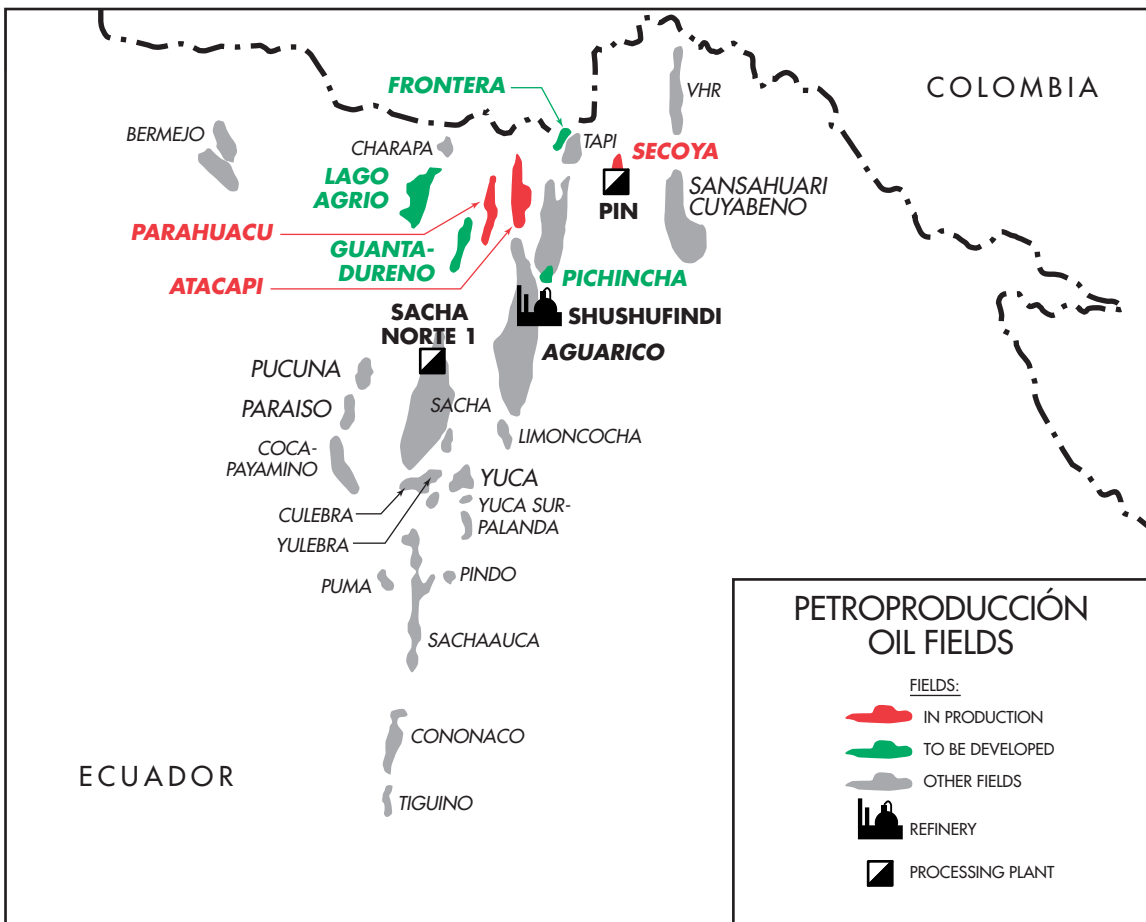 COLOMBIA
FRONTERA
VHR
BERMEJO
CHARAPA
TAPI
SECOYA
LAGO
AGRIO
SANSAHUARI
CUYABENO
PIN
PARAHUACU
GUANTA-
DURENO
ATACAPI
PICHINCHA
SACHA
NORTE 1
SHUSHUFINDI
AGUARICO
PUCUNA
PARAISO
SACHA
LIMONCOCHA
COCA-
PAYAMINO
YUCA
CULEBRA
YUCA SUR-
PALANDA
YULEBRA
PUMA
PINDO
SACHAAUCA
CONONACO
TIGUINO
ECUADOR
PETROPRODUCCIÓN
OIL FIELDS
FIELDS:
IN PRODUCTION
TO BE DEVELOPED
OTHER FIELDS
REFINERY
PROCESSING PLANT